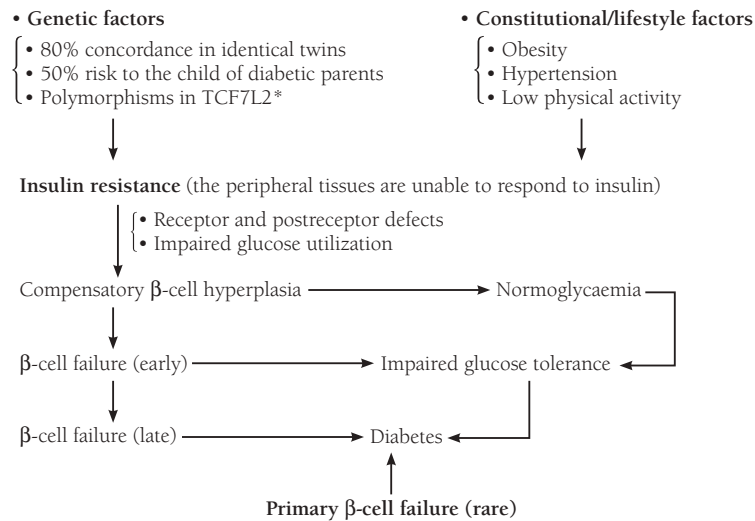 • Genetic factors
• 80% concordance in identical twins
• 50% risk to the child of diabetic parents
• Polymorphisms in TCF7L2*
• Constitutional/lifestyle factors
• Obesity
• Hypertension
• Low physical activity
Insulin resistance (the peripheral tissues are unable to respond to insulin)
• Receptor and postreceptor defects
• Impaired glucose utilization
Compensatory β-cell hyperplasia
Normoglycaemia
β-cell failure (early)
Impaired glucose tolerance
β-cell failure (late)
Diabetes
Primary β-cell failure (rare)